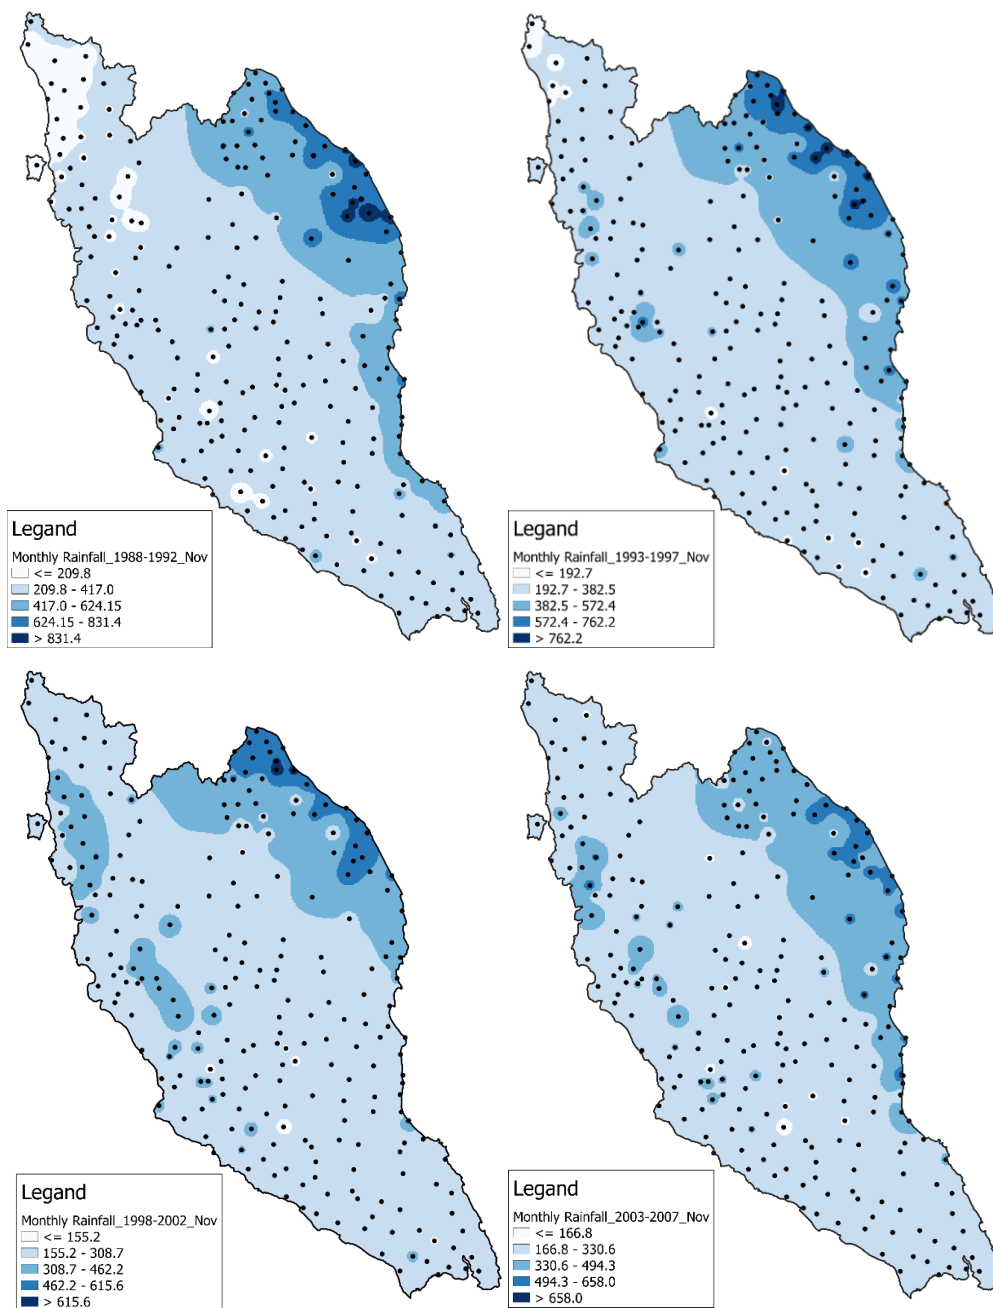 Legand
Monthly Rainfall_1988-1992_Nov
<= 209.8
209.8 - 417.0
417.0 - 624.15
624.15 - 831.4
> 831.4
Legand
Monthly Rainfall_1993-1997_Nov
<= 192.7
192.7 - 382.5
382.5 - 572.4
572.4 - 762.2
> 762.2
Legand
Monthly Rainfall_1998-2002_Nov
<= 155.2
155.2 - 308.7
308.7 - 462.2
462.2 - 615.6
> 615.6
Legand
Monthly Rainfall_2003-2007_Nov
<= 166.8
166.8 - 330.6
330.6 - 494.3
494.3 - 658.0
> 658.0